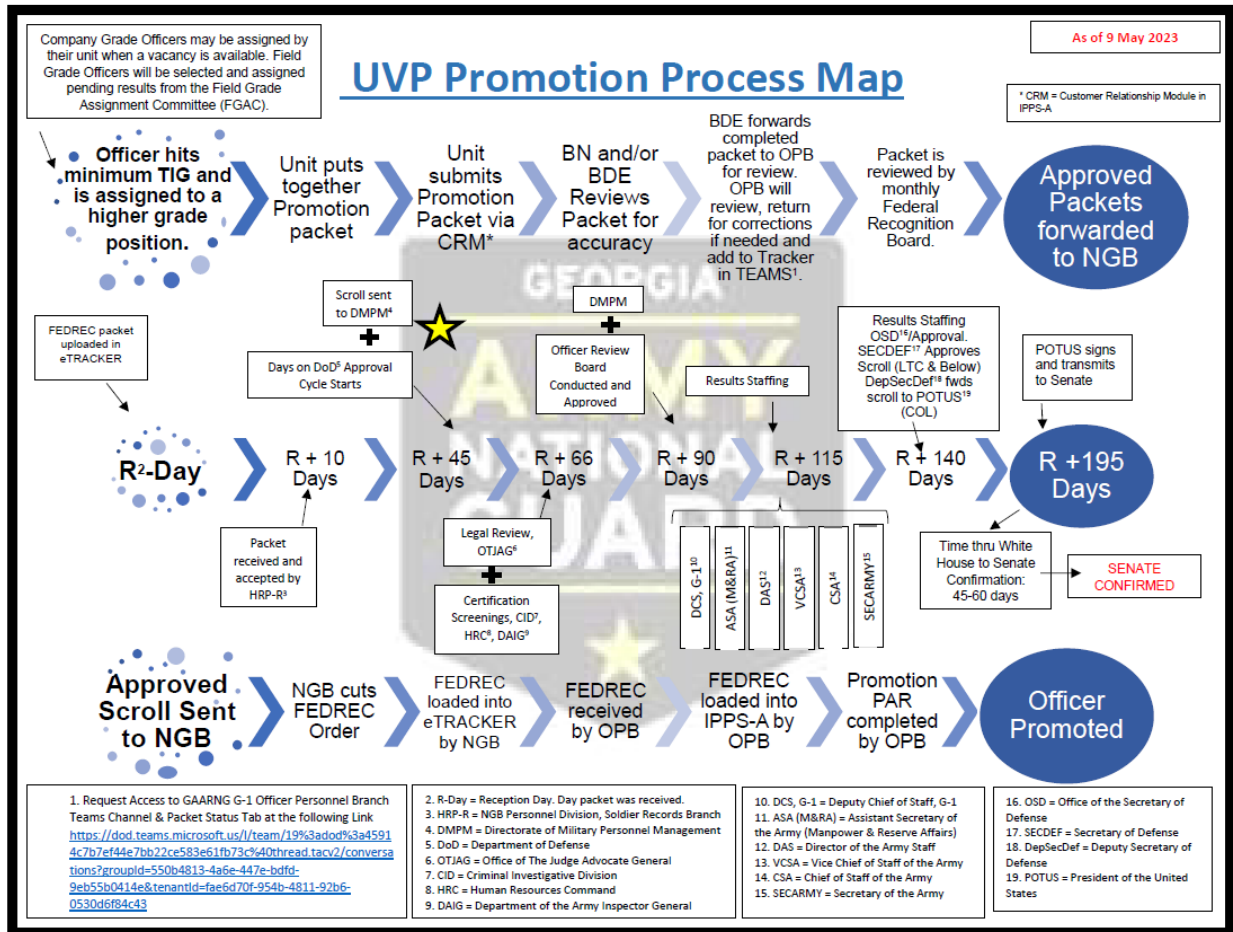 Company Grade Officers may be assigned by
their unit when a vacancy is available. Field
Grade Officers will be selected and assigned
pending results from the Field Grade
Assignment Committee (FGAC).
UVP Promotion Process Map
As of 9 May 2023
* CRM = Customer Relationship Module in
IPPS-A
Officer hits
minimum TIG and
is assigned to a
higher grade
position.
Unit puts
together
Promotion
packet
Unit
submits
Promotion
Packet via
CRM*
BN and/or
BDE
Reviews
Packet for
accuracy
BDE forwards
completed
packet to OPB
for review.
OPB will
review, return
for corrections
if needed and
add to Tracker
in TEAMS¹.
Packet is
reviewed by
monthly
Federal
Recognition
Board.
Approved
Packets
forwarded
to NGB
GEORGIA
ARMY
NATIONAL
GUARD
FEDREC packet
uploaded in
eTRACKER
Scroll sent
to DMPM⁴
Days on DoD⁵ Approval
Cycle Starts
DMPM
Officer Review
Board
Conducted and
Approved
Results Staffing
Results Staffing
OSD¹⁶/Approval.
SECDEF¹⁷ Approves
Scroll (LTC & Below)
DepSecDef¹⁸ fwds
scroll to POTUS¹⁹
(COL)
POTUS signs
and transmits
to Senate
R²-Day
R + 10
Days
R + 45
Days
R + 66
Days
R + 90
Days
R + 115
Days
R + 140
Days
R +195
Days
Packet
received and
accepted by
HRP-R³
Legal Review,
OTJAG⁶
Certification
Screenings, CID⁷,
HRC⁸, DAIG⁹
DCS, G-1¹⁰
ASA (M&RA)¹¹
DAS¹²
VCSA¹³
CSA¹⁴
SECARMY¹⁵
Time thru White
House to Senate
Confirmation:
45-60 days
SENATE
CONFIRMED
Approved
Scroll Sent
to NGB
NGB cuts
FEDREC
Order
FEDREC
loaded into
eTRACKER
by NGB
FEDREC
received
by OPB
FEDREC
loaded into
IPPS-A by
OPB
Promotion
PAR
completed
by OPB
Officer
Promoted
1. Request Access to GAARNG G-1 Officer Personnel Branch
Teams Channel & Packet Status Tab at the following Link
https://dod.teams.microsoft.us/l/team/19%3adod%3a4591
4c7b7ef44e7bb22ce583e61fb73c%40thread.tacv2/conversa
tions?groupId=550b4813-4a6e-447e-bdfd-
9eb55b0414e&tenantId=fae6d70f-954b-4811-92b6-
0530d6f84c43
2. R-Day = Reception Day. Day packet was received.
3. HRP-R = NGB Personnel Division, Soldier Records Branch
4. DMPM = Directorate of Military Personnel Management
5. DoD = Department of Defense
6. OTJAG = Office of The Judge Advocate General
7. CID = Criminal Investigative Division
8. HRC = Human Resources Command
9. DAIG = Department of the Army Inspector General
10. DCS, G-1 = Deputy Chief of Staff, G-1
11. ASA (M&RA) = Assistant Secretary of
the Army (Manpower & Reserve Affairs)
12. DAS = Director of the Army Staff
13. VCSA = Vice Chief of Staff of the Army
14. CSA = Chief of Staff of the Army
15. SECARMY = Secretary of the Army
16. OSD = Office of the Secretary of
Defense
17. SECDEF = Secretary of Defense
18. DepSecDef = Deputy Secretary of
Defense
19. POTUS = President of the United
States